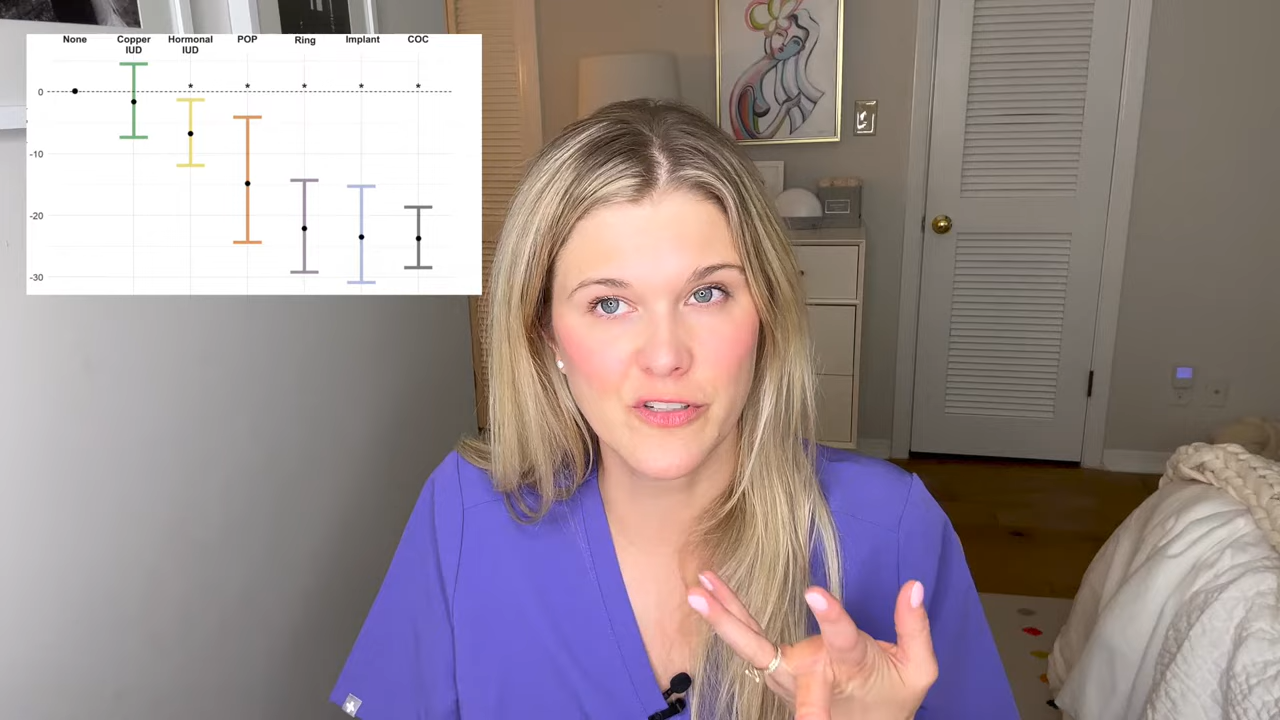 None Copper Hormonal POP Ring Implant COC
IUD IUD
* * * * *
0
-10
-20
-30